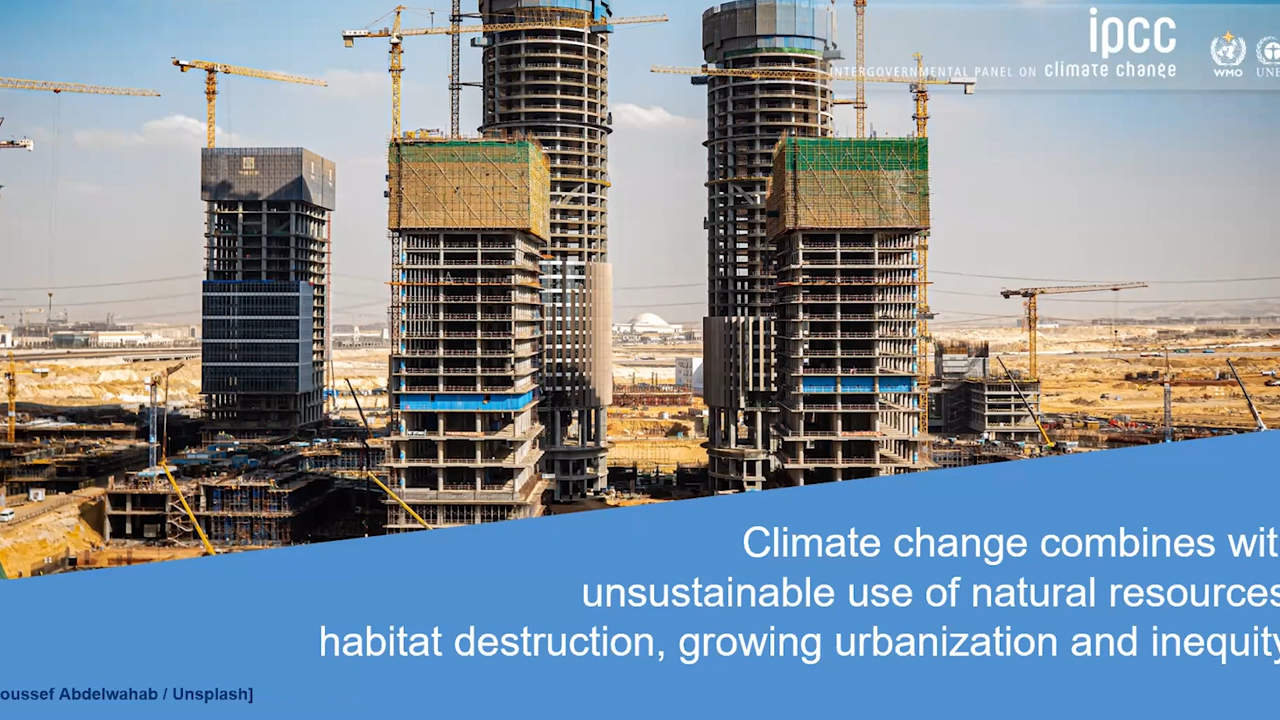 ipcc
INTERGOVERNMENTAL PANEL ON climate change
WMO
UNE
Climate change combines wit
unsustainable use of natural resources
habitat destruction, growing urbanization and inequity
oussef Abdelwahab / Unsplash]